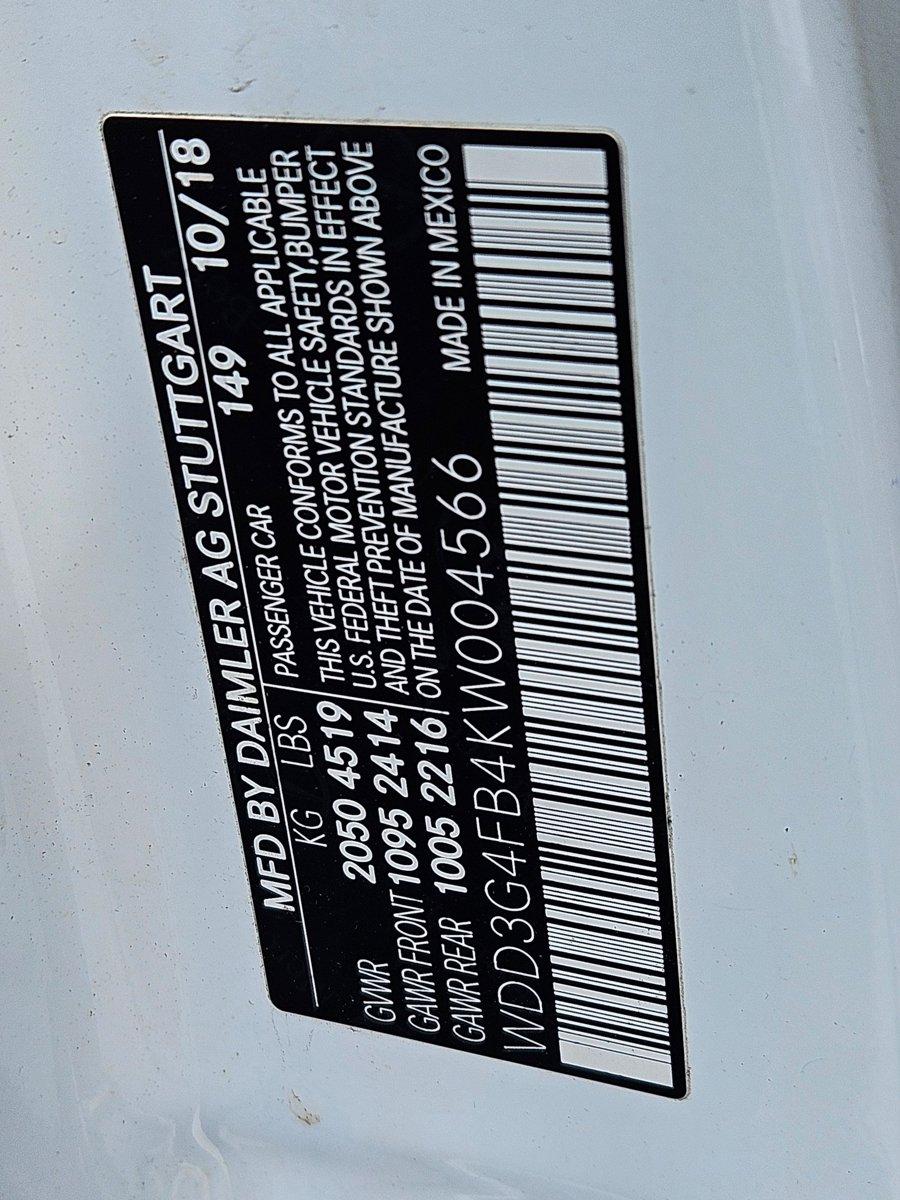 MFD BY DAIMLER AG STUTTGART
149 10/18
KG LBS PASSENGER CAR
GVWR 2050 4519
GAWR FRONT 1095 2414
GAWR REAR 1005 2216
THIS VEHICLE CONFORMS TO ALL APPLICABLE
U.S. FEDERAL MOTOR VEHICLE SAFETY,BUMPER
AND THEFT PREVENTION STANDARDS IN EFFECT
ON THE DATE OF MANUFACTURE SHOWN ABOVE
WDD3G4FB4KW004566 MADE IN MEXICO